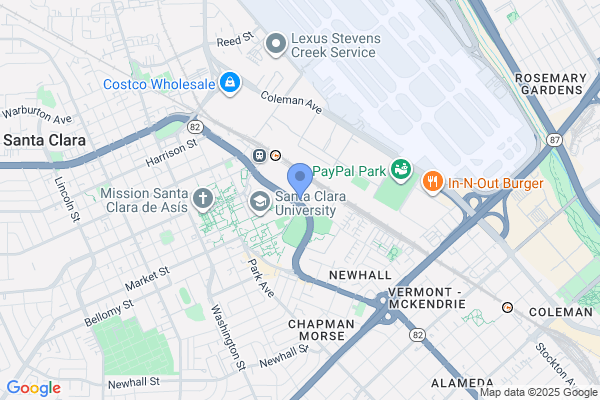 Reed St
Lexus Stevens
Creek Service
Costco Wholesale
Coleman Ave
ROSEMARY
GARDENS
Warburton Ave
82
87
Santa Clara
Harrison St
PayPal Park
In-N-Out Burger
Lincoln St
Mission Santa
Clara de Asís
Santa Clara
University
Market St
Park Ave
NEWHALL
Bellomy St
VERMONT -
MCKENDRIE
Washington St
COLEMAN
CHAPMAN
MORSE
82
Newhall St
Stockton Ave
Newhall St
ALAMEDA
Google
Map data ©2025 Google